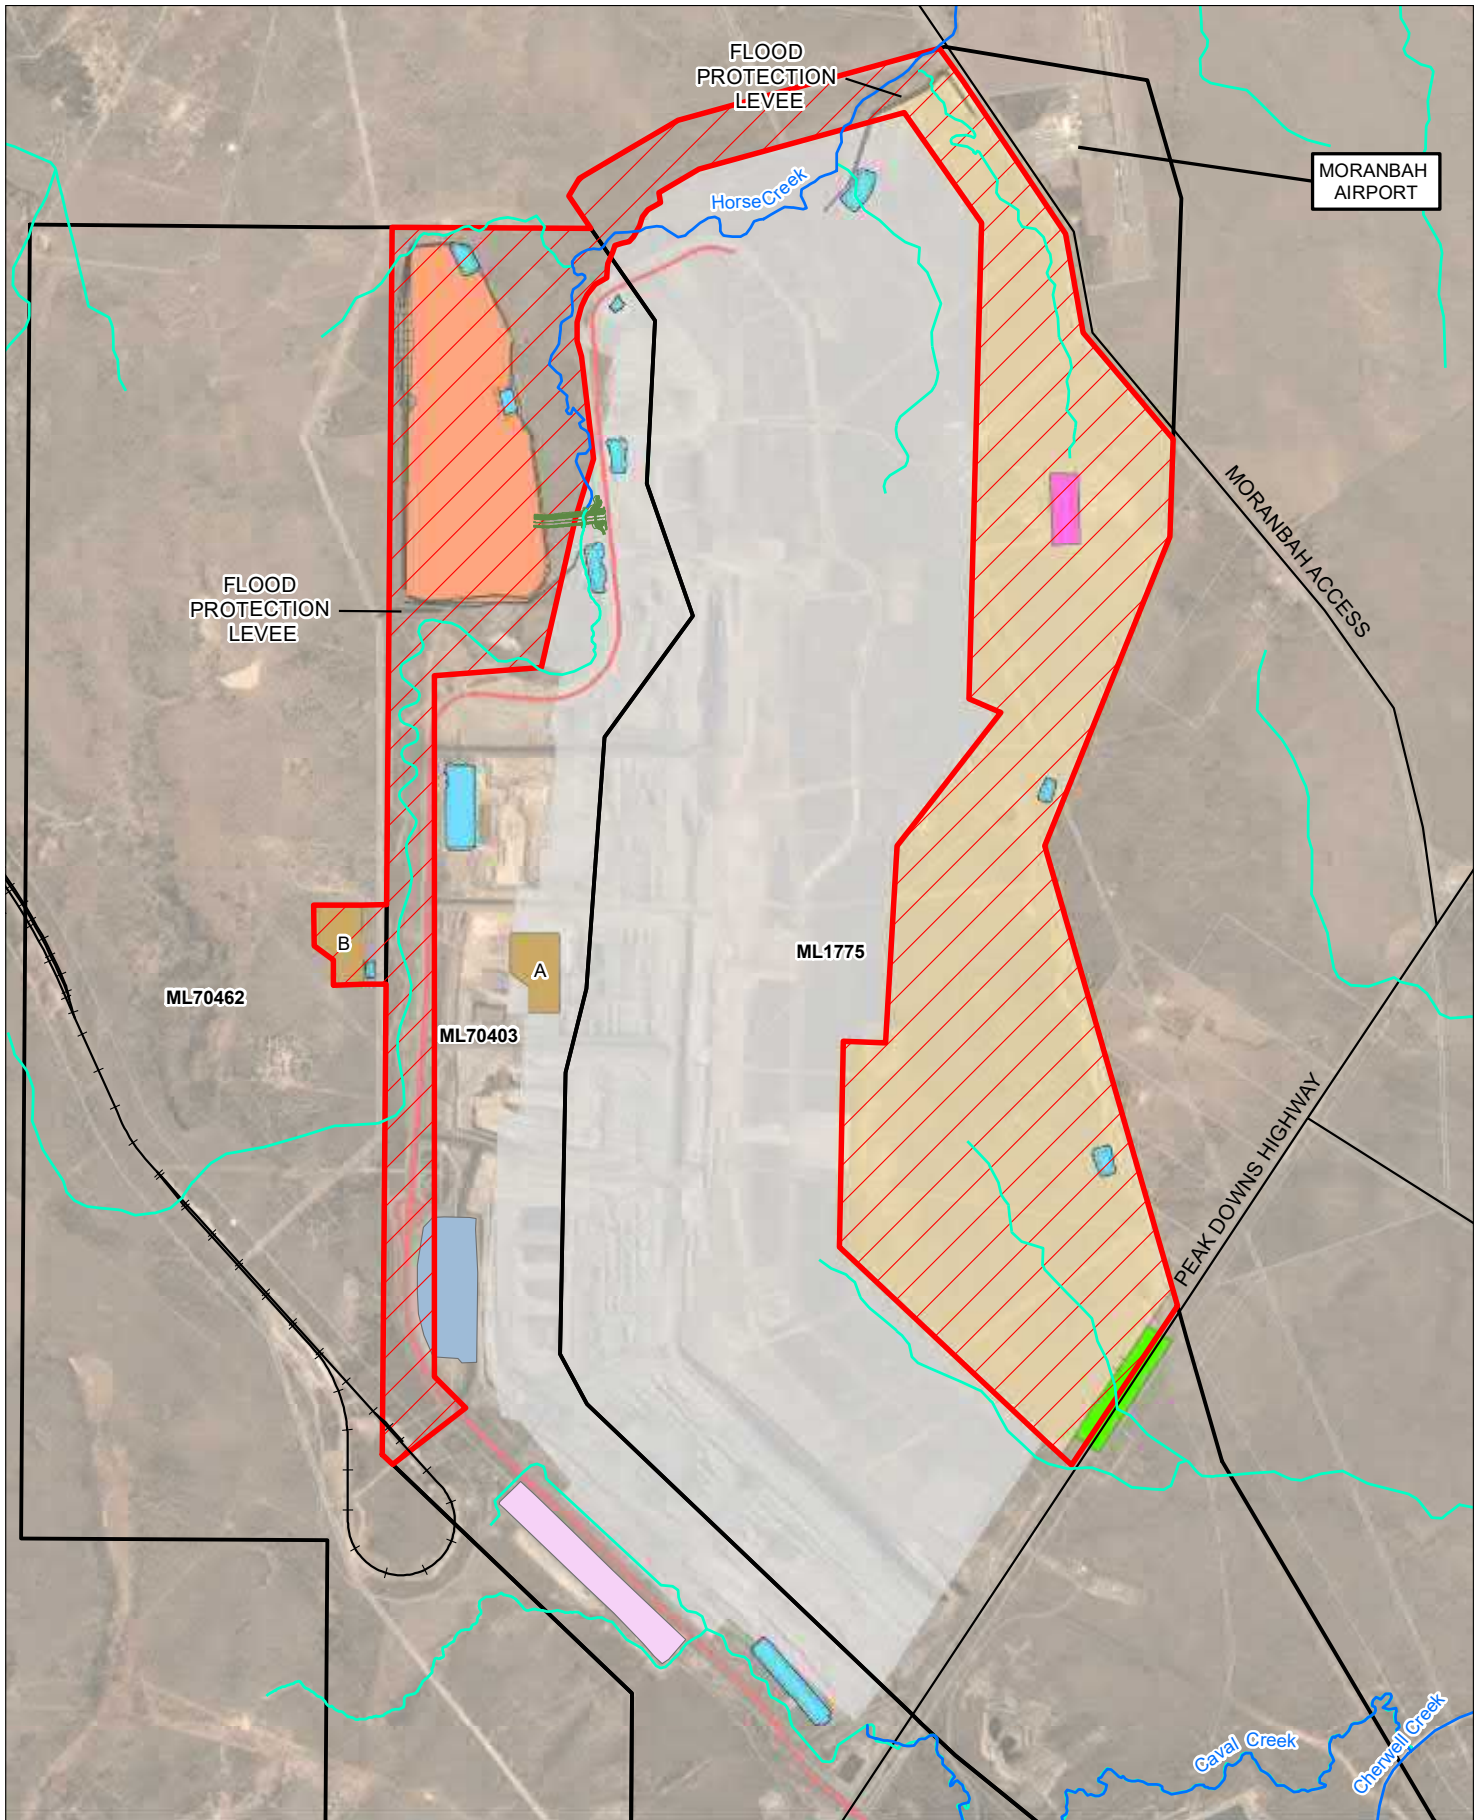 FLOOD
PROTECTION
LEVEE
MORANBAH
AIRPORT
HorseCreek
MORANBAH ACCESS
FLOOD
PROTECTION
LEVEE
B
A
ML1775
ML70462
ML70403
PEAK DOWNS HIGHWAY
Caval Creek
Cherwell Creek